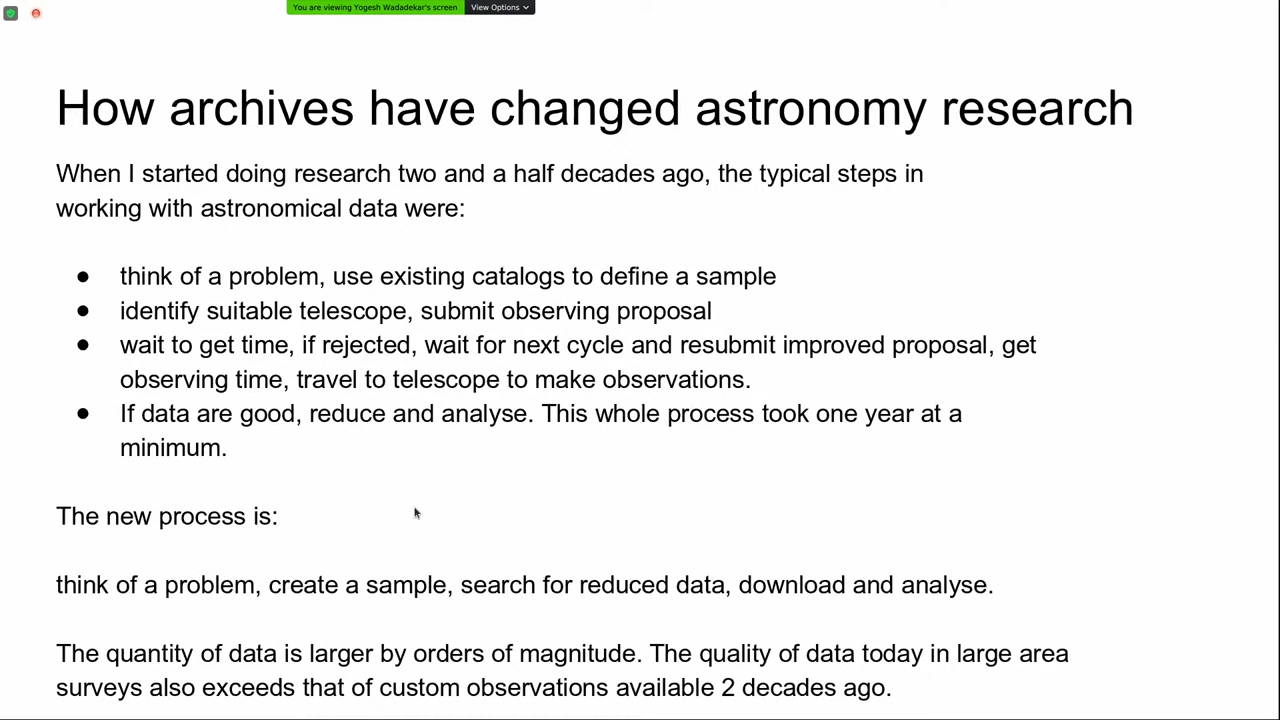 You are viewing Yogesh Wadadekar's screen
View Options
How archives have changed astronomy research
When I started doing research two and a half decades ago, the typical steps in
working with astronomical data were:
● think of a problem, use existing catalogs to define a sample
● identify suitable telescope, submit observing proposal
● wait to get time, if rejected, wait for next cycle and resubmit improved proposal, get
observing time, travel to telescope to make observations.
● If data are good, reduce and analyse. This whole process took one year at a
minimum.
The new process is:
think of a problem, create a sample, search for reduced data, download and analyse.
The quantity of data is larger by orders of magnitude. The quality of data today in large area
surveys also exceeds that of custom observations available 2 decades ago.